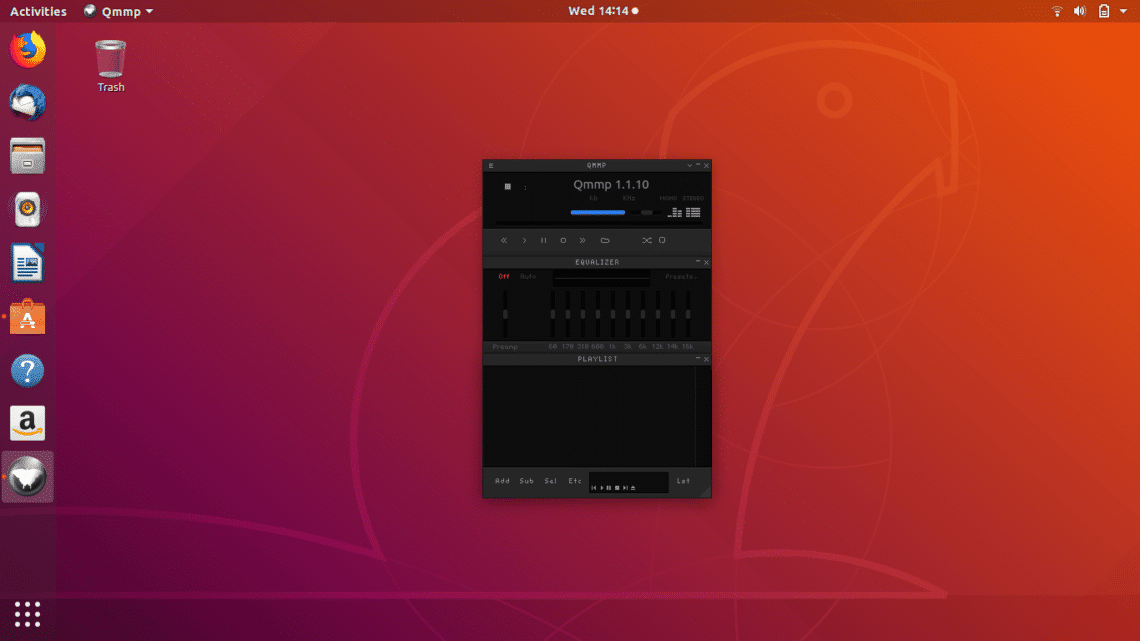 Activities Qmmp Wed 14:14
Trash
QMMP
Qmmp 1.1.10
kb KHz MONO STEREO
EQUALIZER
Off Auto Presets
Preamp 60 170 310 600 1k 3k 6k 12k 14k 16k
PLAYLIST
Add Sub Sel Etc Lst
a